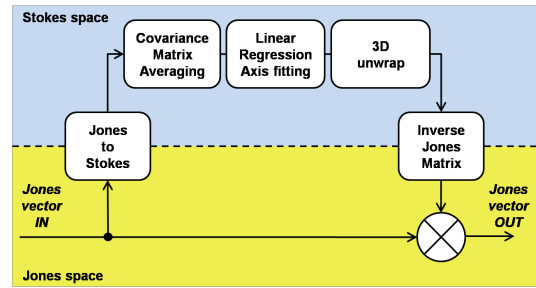 Stokes space
Covariance
Matrix
Averaging
Linear
Regression
Axis fitting
3D
unwrap
Jones
to
Stokes
Inverse
Jones
Matrix
Jones
vector
IN
Jones
vector
OUT
Jones space